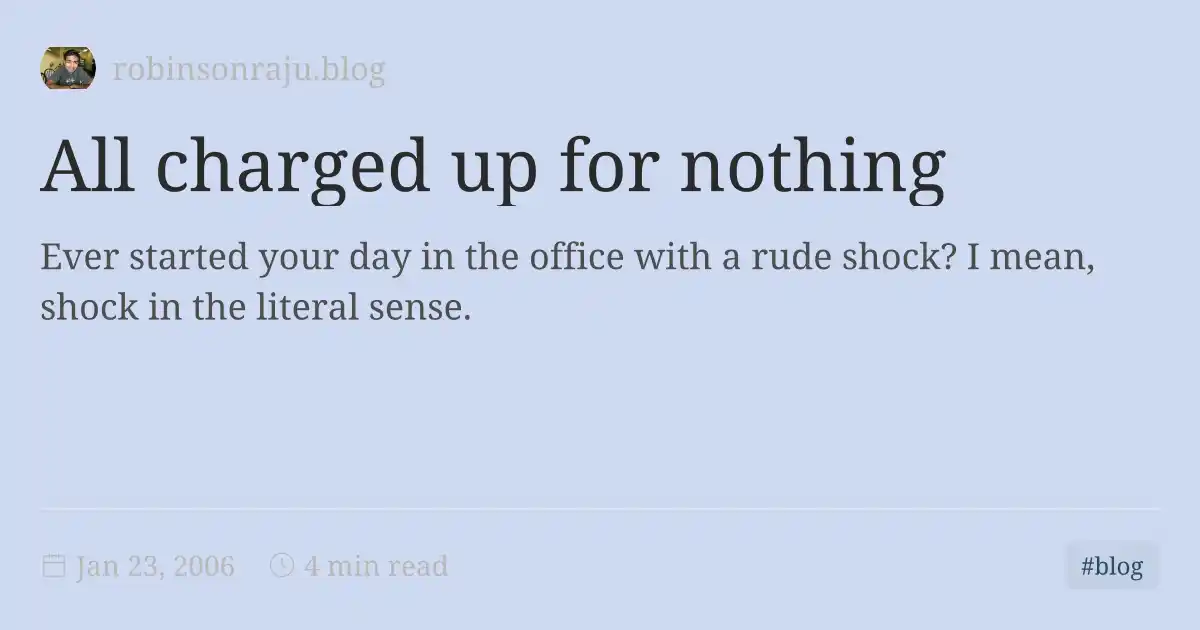 robinsonraju.blog
All charged up for nothing
Ever started your day in the office with a rude shock? I mean,
shock in the literal sense.
Jan 23, 2006
4 min read
#blog